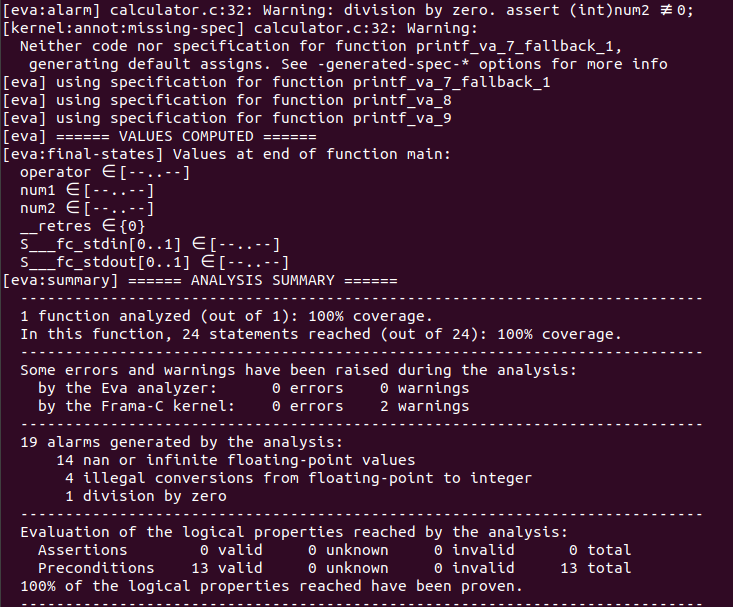 [eva:alarm] calculator.c:32: Warning: division by zero. assert (int)num2 ≢ 0;
[kernel:annot:missing-spec] calculator.c:32: Warning:
  Neither code nor specification for function printf_va_7_fallback_1,
   generating default assigns. See -generated-spec-* options for more info
[eva] using specification for function printf_va_7_fallback_1
[eva] using specification for function printf_va_8
[eva] using specification for function printf_va_9
[eva] ====== VALUES COMPUTED ======
[eva:final-states] Values at end of function main:
  operator ∈ [--..--]
  num1 ∈ [--..--]
  num2 ∈ [--..--]
  __retres ∈ {0}
  S___fc_stdin[0..1] ∈ [--..--]
  S___fc_stdout[0..1] ∈ [--..--]
[eva:summary] ====== ANALYSIS SUMMARY ======
  ----------------------------------------------------------------------------
  1 function analyzed (out of 1): 100% coverage.
  In this function, 24 statements reached (out of 24): 100% coverage.
  ----------------------------------------------------------------------------
  Some errors and warnings have been raised during the analysis:
    by the Eva analyzer:      0 errors    0 warnings
    by the Frama-C kernel:    0 errors    2 warnings
  ----------------------------------------------------------------------------
  19 alarms generated by the analysis:
      14 nan or infinite floating-point values
       4 illegal conversions from floating-point to integer
       1 division by zero
  ----------------------------------------------------------------------------
  Evaluation of the logical properties reached by the analysis:
    Assertions        0 valid     0 unknown     0 invalid      0 total
    Preconditions    13 valid     0 unknown     0 invalid     13 total
  100% of the logical properties reached have been proven.
  ----------------------------------------------------------------------------